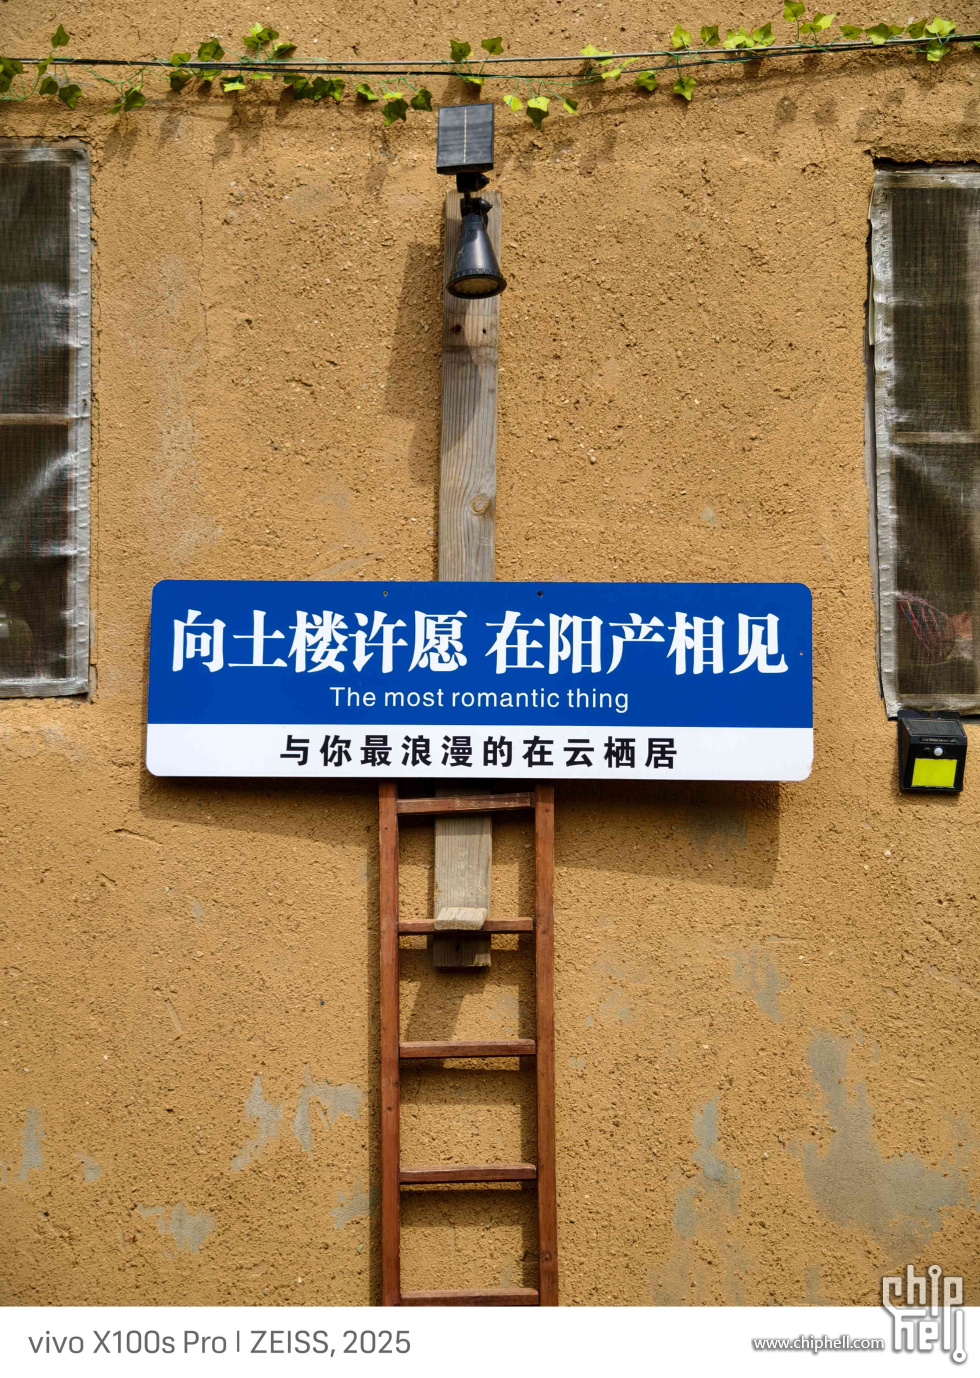 向土楼许愿 在阳产相见
The most romantic thing
与你最浪漫的在云栖居
vivo X100s Pro | ZEISS, 2025
www.chiphell.com
chip
hell